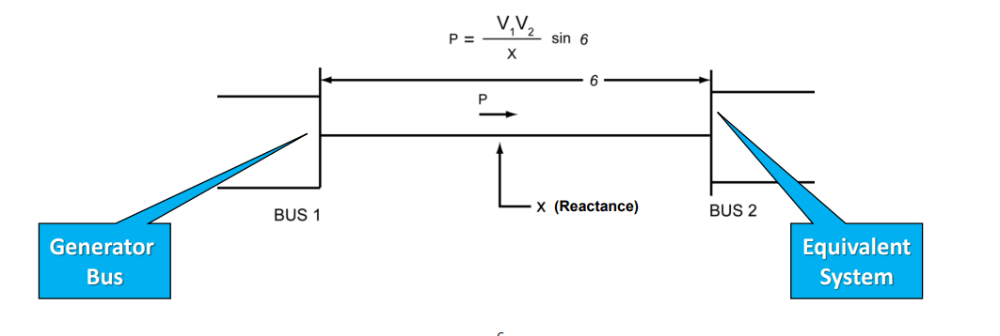 P = V₁V₂ / X sin 6
6
P
x (Reactance)
BUS 1
BUS 2
Generator
Bus
Equivalent
System